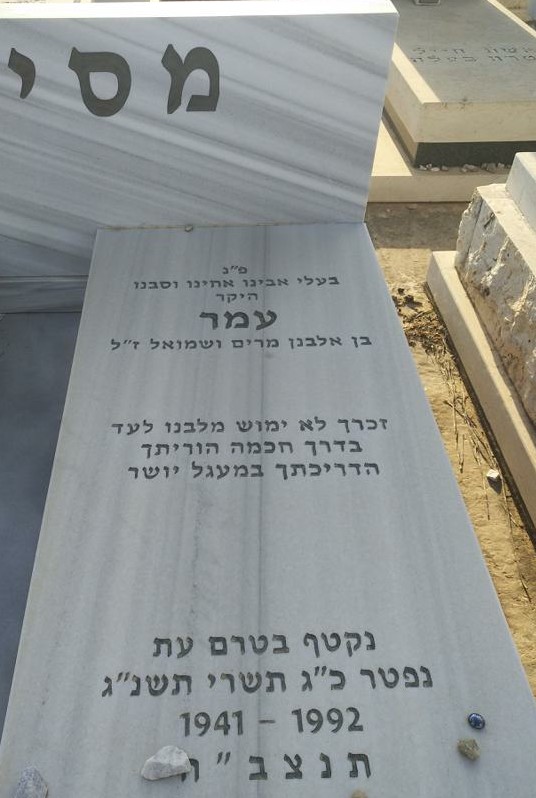 מסי
פ״נ
בעלי אבינו אחינו וסבנו
היקר
עמר
בן אלבנן מרים ושמואל ז״ל
זכרך לא ימוש מלבנו לעד
בדרך חכמה הוריתך
הדריכתך במעגל יושר
נקטף בטרם עת
נפטר כ״ג תשרי תשנ״ג
1941 – 1992
תנצב״ה